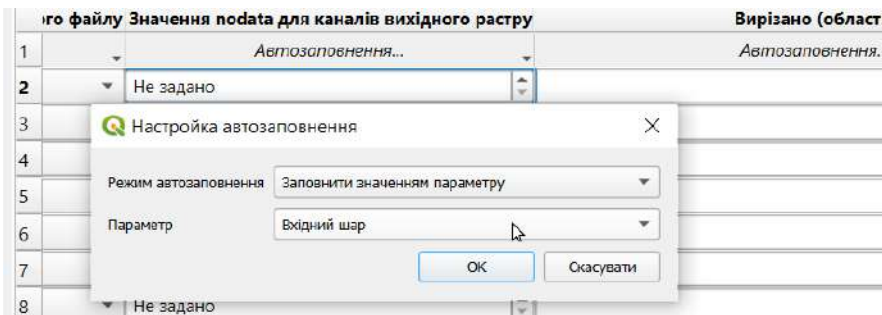 ого файлу Значення nodata для каналів вихідного растру Вирізано (област
1 Автозаповнення... Автозаповнення.
2 Не задано
3 Настройка автозаповнення
4
Режим автозаповнення Заповнити значенням параметру
5
6 Параметр Вхідний шар
7 ОК Скасувати
8 Не задано